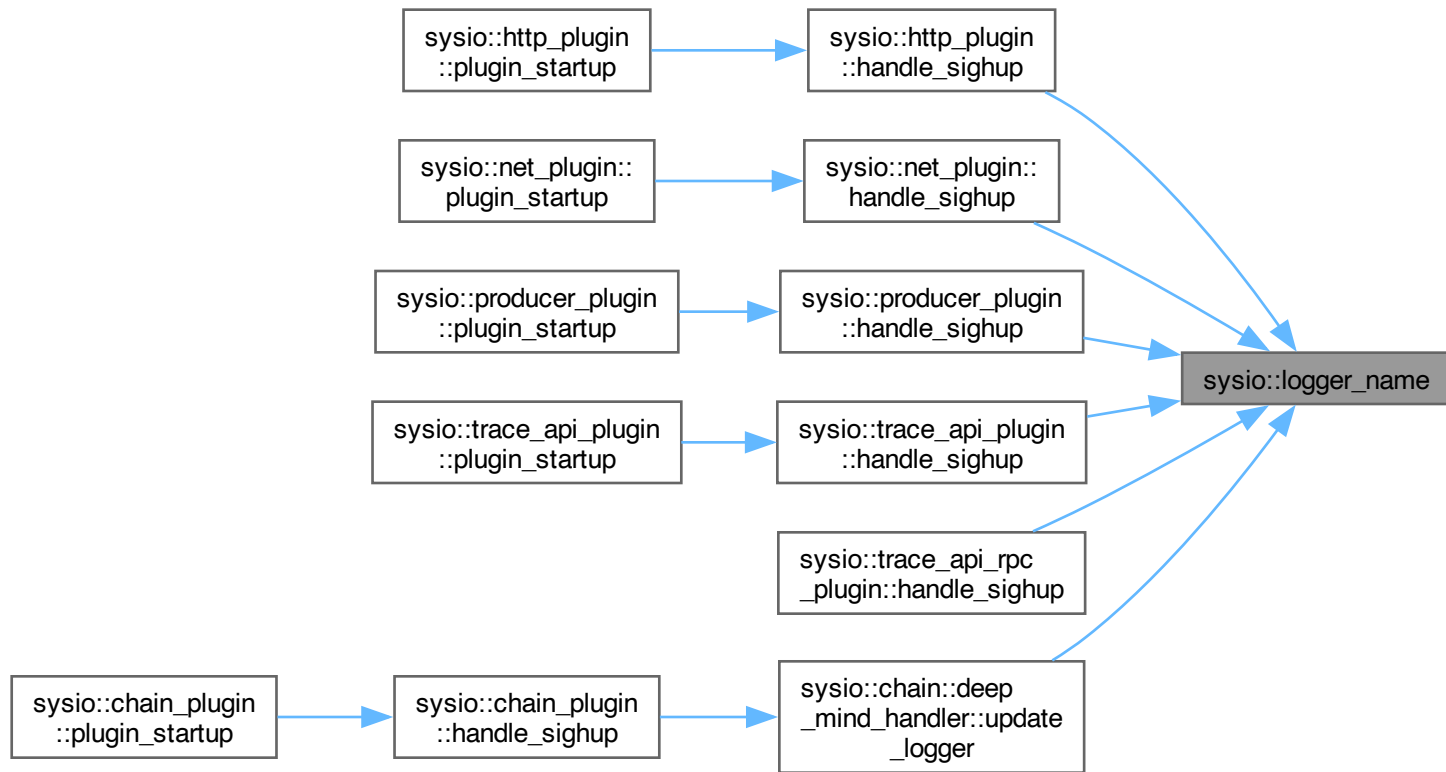 sysio::http_plugin
::plugin_startup
sysio::http_plugin
::handle_sighup
sysio::net_plugin::
plugin_startup
sysio::net_plugin::
handle_sighup
sysio::producer_plugin
::plugin_startup
sysio::producer_plugin
::handle_sighup
sysio::logger_name
sysio::trace_api_plugin
::plugin_startup
sysio::trace_api_plugin
::handle_sighup
sysio::trace_api_rpc
_plugin::handle_sighup
sysio::chain_plugin
::plugin_startup
sysio::chain_plugin
::handle_sighup
sysio::chain::deep
_mind_handler::update
_logger